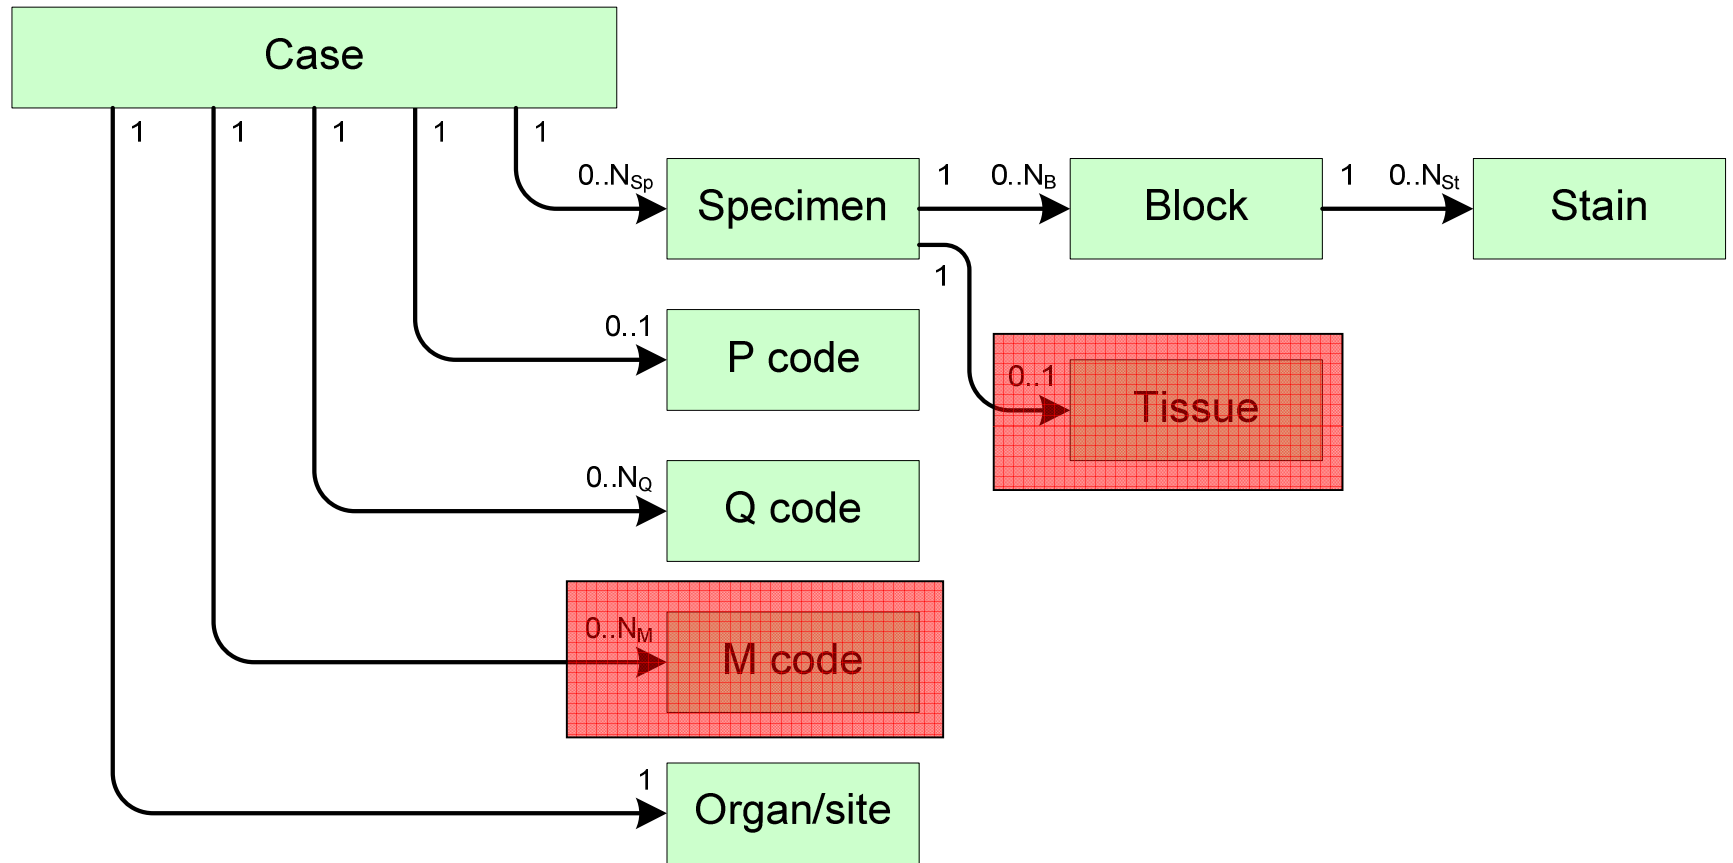 Case
1 1 1 1 1
0..NSp Specimen 1 0..NB Block 1 0..NSt Stain
1
0..1 P code
0..1 Tissue
0..NQ Q code
0..NM M code
1 Organ/site